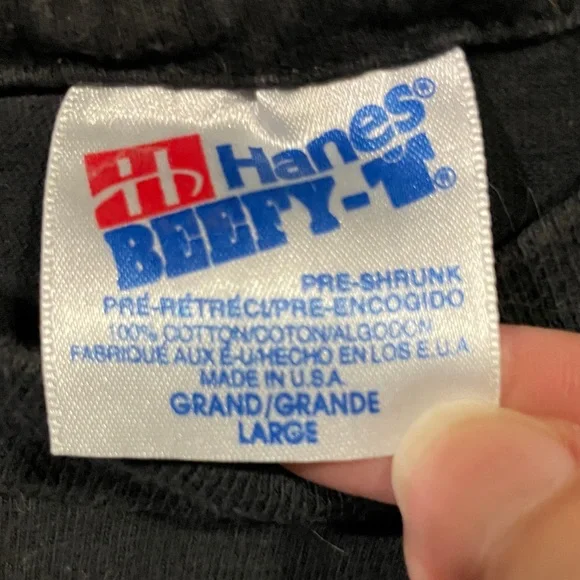 Hanes®
BEEFY-T®
PRE-SHRUNK
PRÉ-RÉTRÉCI/PRE-ENCOGIDO
100% COTTON/COTON/ALGODON
FABRIQUÉ AUX É-U/HECHO EN LOS E.U.A
MADE IN U.S.A.
GRAND/GRANDE
LARGE